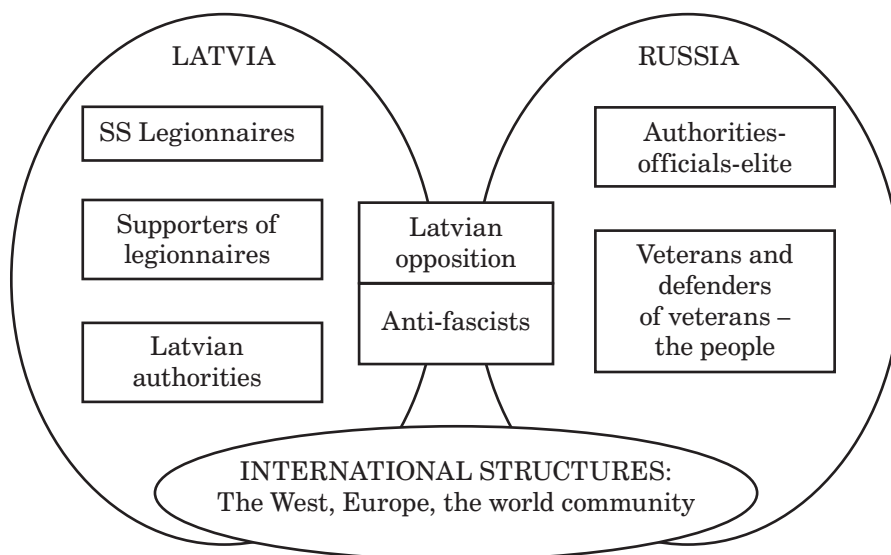 LATVIA
SS Legionnaires
Supporters of
legionnaires
Latvian
authorities
Latvian
opposition
Anti-fascists
RUSSIA
Authorities-
officials-elite
Veterans and
defenders
of veterans –
the people
INTERNATIONAL STRUCTURES:
The West, Europe, the world community